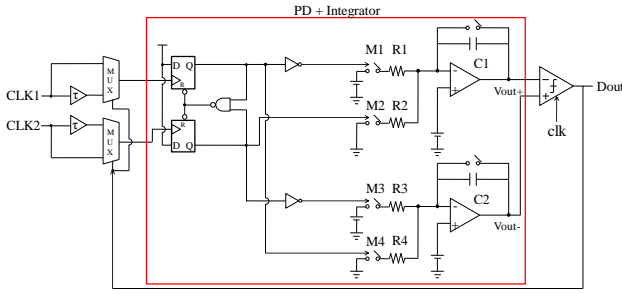 PD + Integrator
MUX
D Q
R
M1 R1
C1
CLK1
τ
- +
Vout+
Dout
M2 R2
clk
CLK2
τ
MUX
R
D Q
M3 R3
C2
- +
Vout-
M4 R4